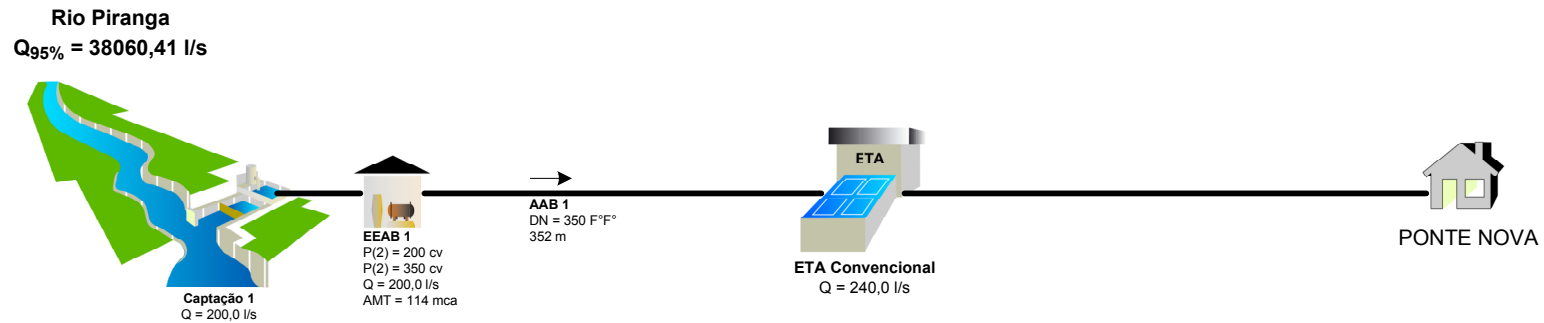 Rio Piranga
Q95% = 38060,41 l/s
Captação 1
Q = 200,0 l/s
EEAB 1
P(2) = 200 cv
P(2) = 350 cv
Q = 200,0 l/s
AMT = 114 mca
AAB 1
DN = 350 F°F°
352 m
ETA
ETA Convencional
Q = 240,0 l/s
PONTE NOVA